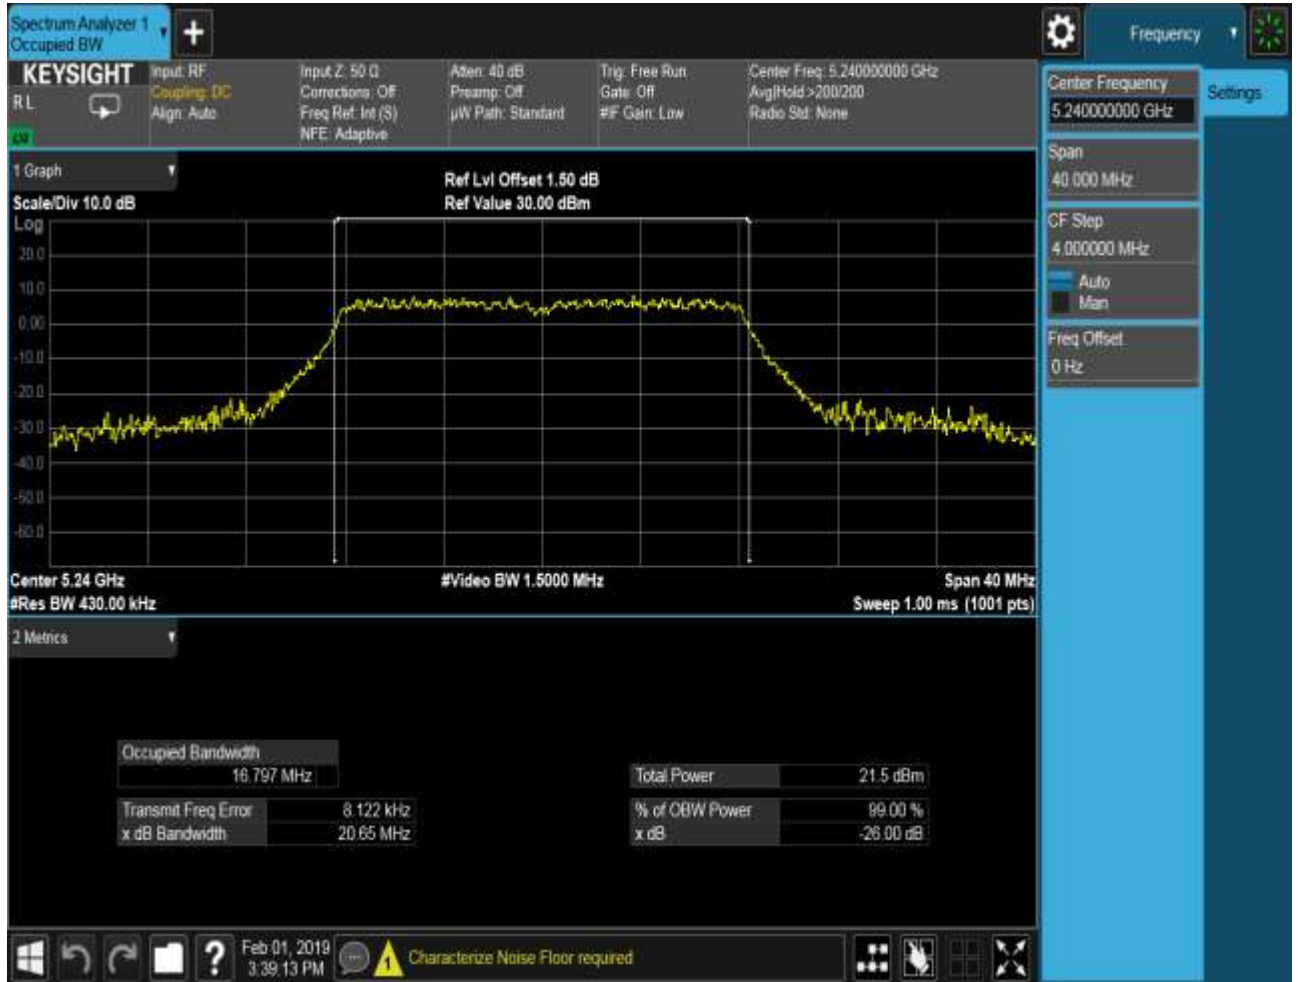 Spectrum Analyzer 1
Occupied BW
Frequency
KEYSIGHT
RL
Input: RF
Coupling: DC
Align: Auto
Input Z: 50 Ω
Corrections: Off
Freq Ref: Int (S)
NFE: Adaptive
Atten: 40 dB
Preamp: Off
µW Path: Standard
Trig: Free Run
Gate: Off
#IF Gain: Low
Center Freq: 5.240000000 GHz
Avg|Hold:>200/200
Radio Std: None
Center Frequency
5.240000000 GHz
Settings
Span
40.000 MHz
CF Step
4.000000 MHz
Auto
Man
Freq Offset
0 Hz
1 Graph
Scale/Div 10.0 dB
Ref Lvl Offset 1.50 dB
Ref Value 30.00 dBm
Log
20.0
10.0
0.00
-10.0
-20.0
-30.0
-40.0
-50.0
-60.0
Center 5.24 GHz
#Video BW 1.5000 MHz
Span 40 MHz
#Res BW 430.00 kHz
Sweep 1.00 ms (1001 pts)
2 Metrics
Occupied Bandwidth
16.797 MHz
Total Power 21.5 dBm
Transmit Freq Error 8.122 kHz
% of OBW Power 99.00 %
x dB Bandwidth 20.65 MHz
x dB -26.00 dB
Feb 01, 2019
3:39:13 PM
1
Characterize Noise Floor required